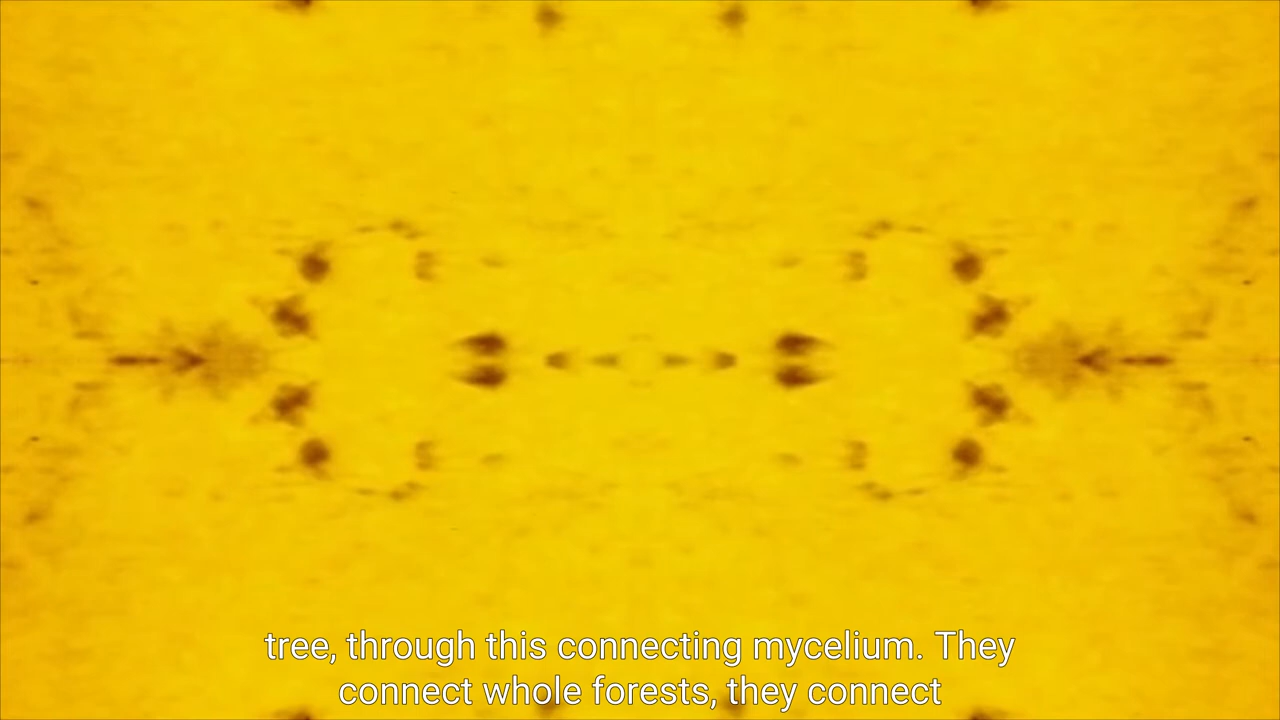 tree, through this connecting mycelium. They
connect whole forests, they connect